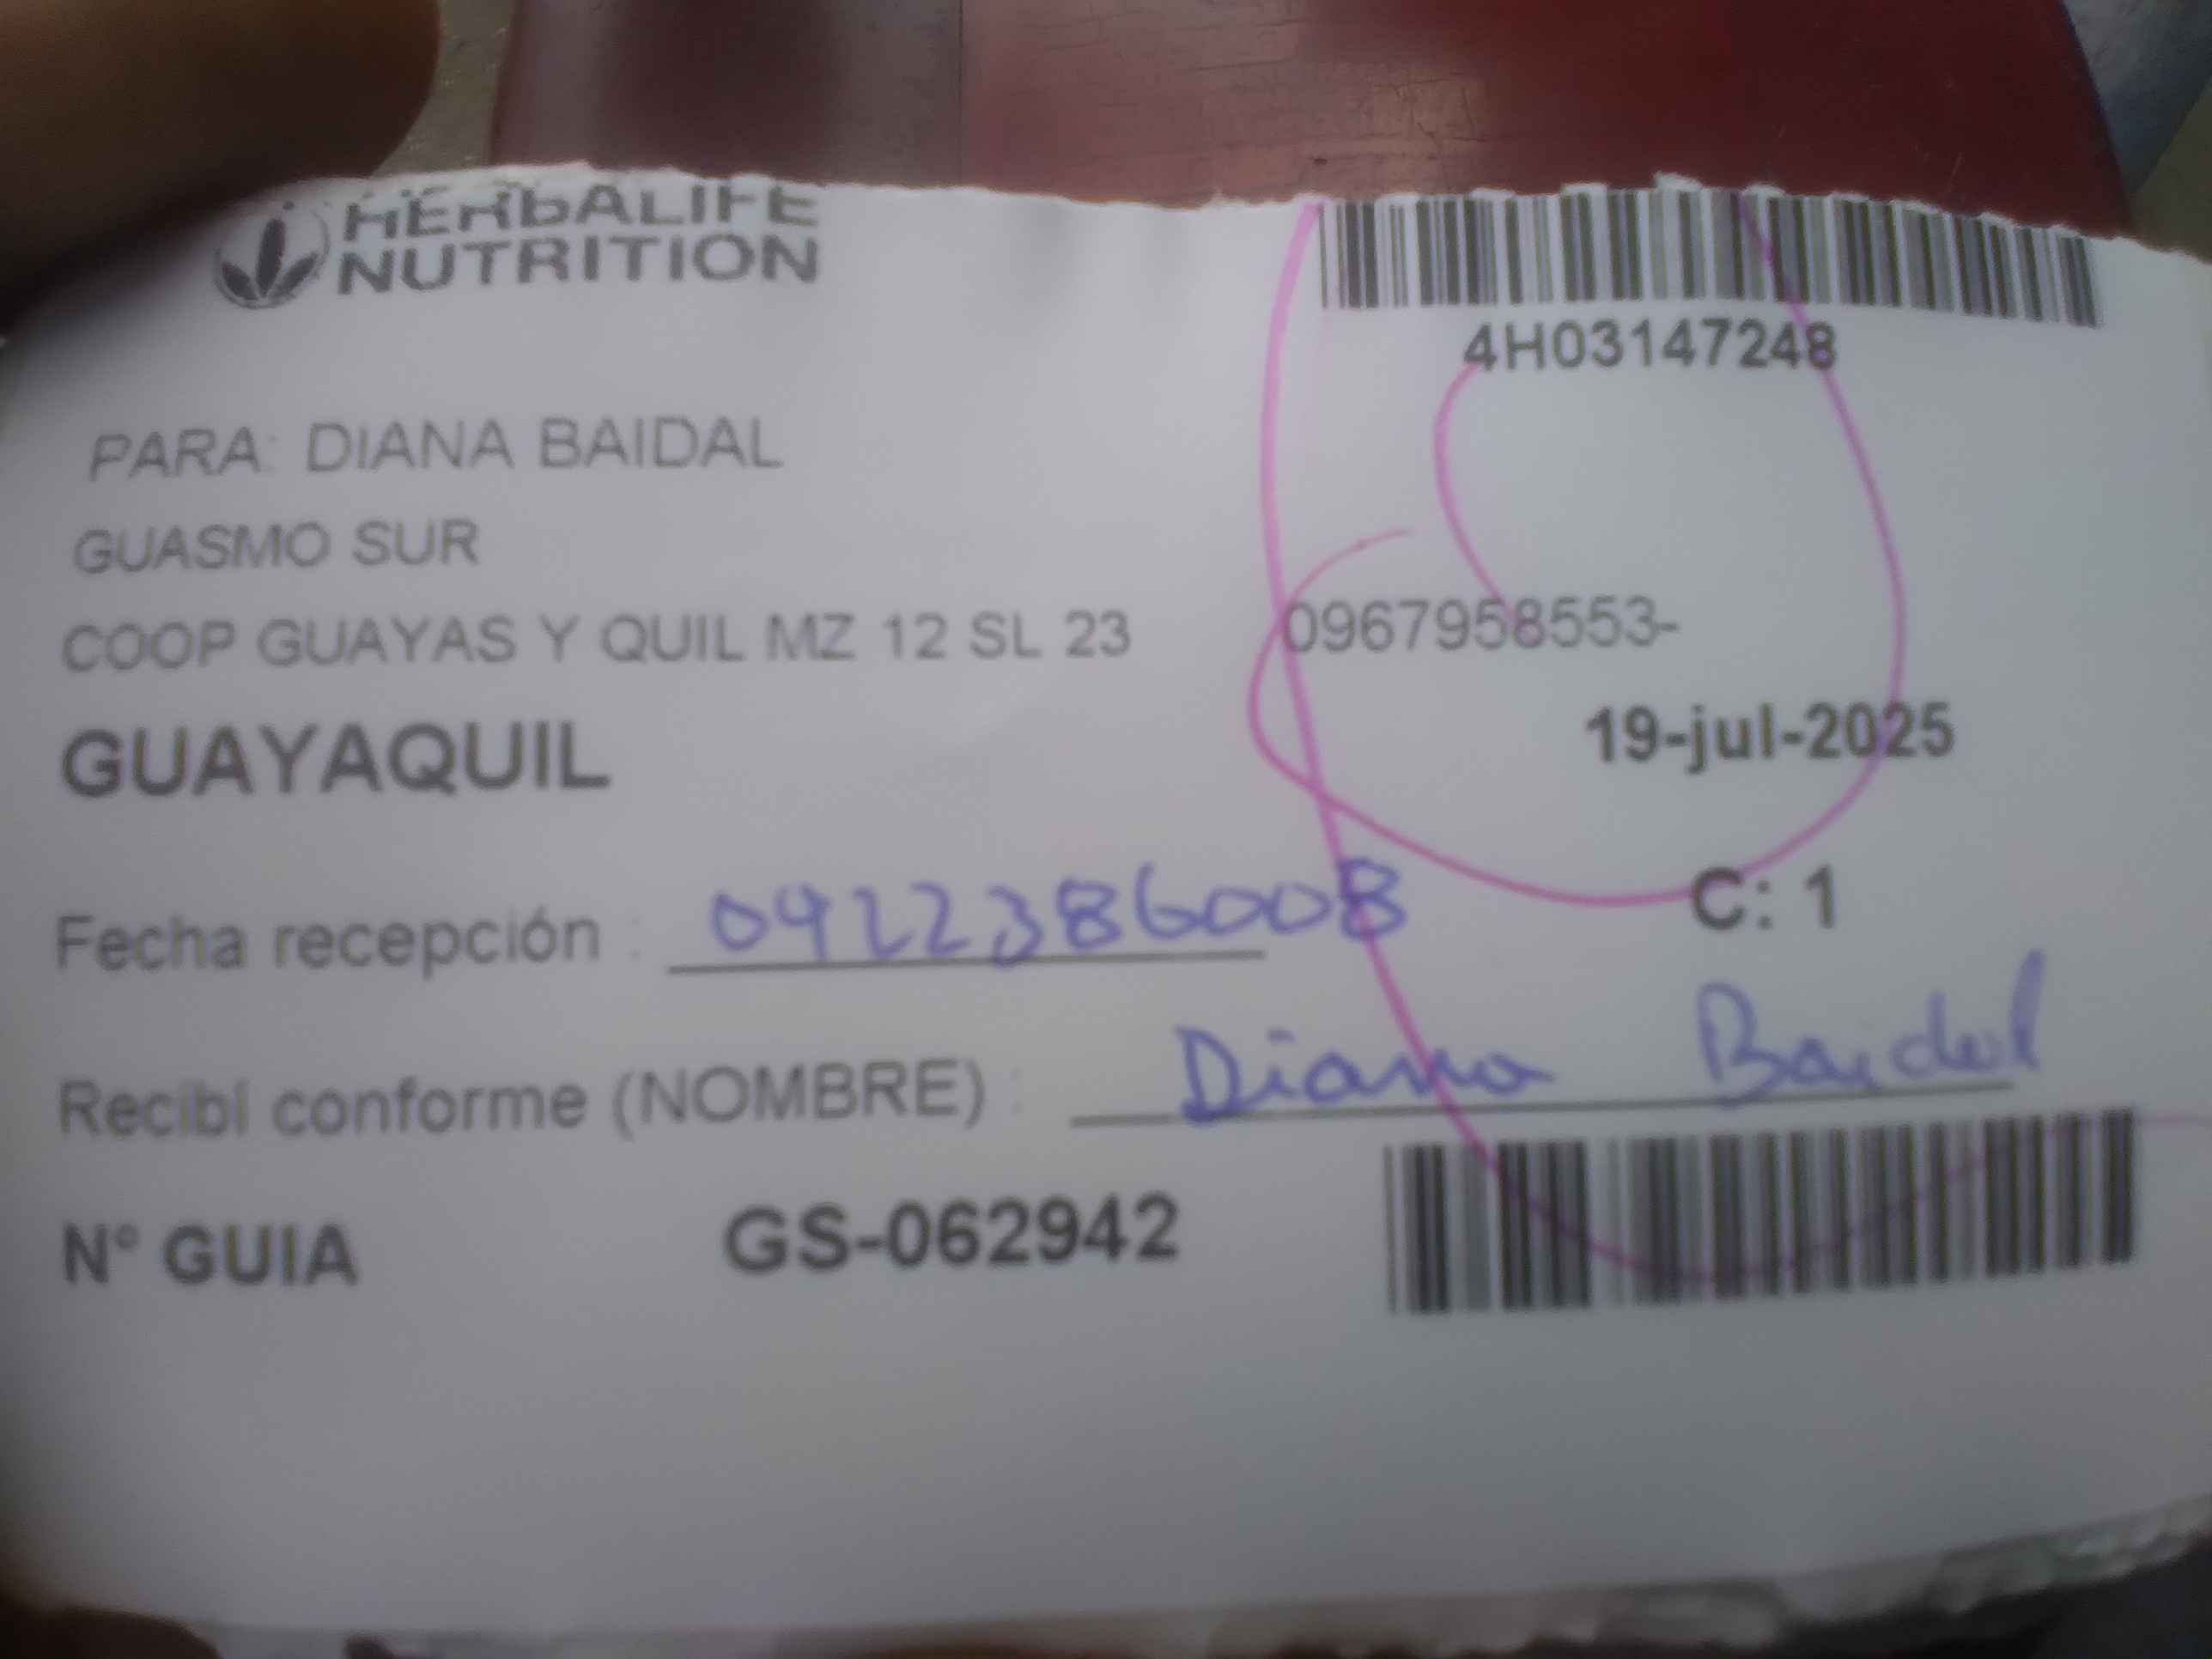 HERBALIFE
NUTRITION
4H03147248
PARA: DIANA BAIDAL
GUASMO SUR
COOP GUAYAS Y QUIL MZ 12 SL 23 0967958553-
19-jul-2025
GUAYAQUIL
C: 1
Fecha recepción : 0922386008
Recibí conforme (NOMBRE) : Diana Baidal
N° GUIA GS-062942